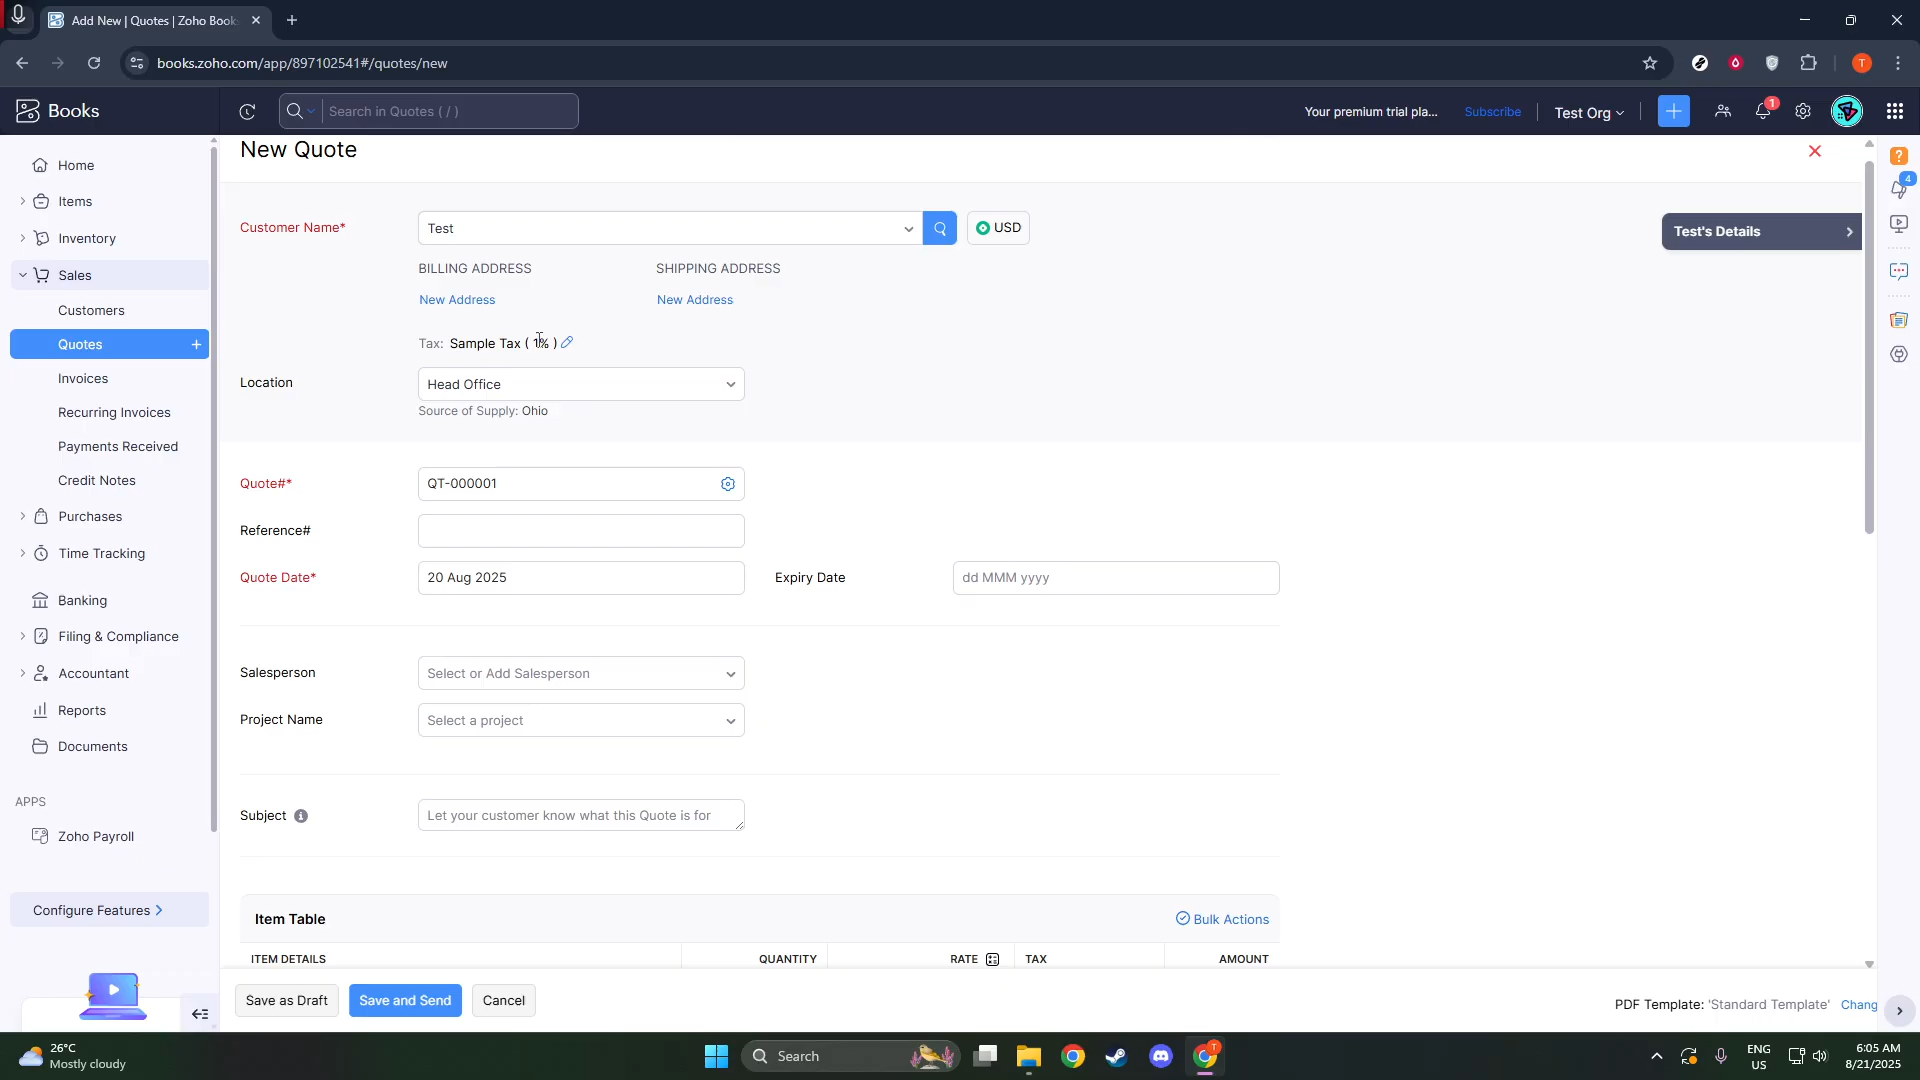 Add New | Quotes | Zoho Book
books.zoho.com/app/897102541#/quotes/new
T
Books
Search in Quotes ( / )
Your premium trial pla...
Subscribe
Test Org
1
Home
Items
Inventory
Sales
Customers
Quotes
Invoices
Recurring Invoices
Payments Received
Credit Notes
Purchases
Time Tracking
Banking
Filing & Compliance
Accountant
Reports
Documents
APPS
Zoho Payroll
Configure Features
New Quote
Customer Name*
Test
USD
Test's Details
BILLING ADDRESS
SHIPPING ADDRESS
New Address
New Address
Tax: Sample Tax ( 1% )
Location
Head Office
Source of Supply: Ohio
Quote#*
QT-000001
Reference#
Quote Date*
20 Aug 2025
Expiry Date
dd MMM yyyy
Salesperson
Select or Add Salesperson
Project Name
Select a project
Subject
Let your customer know what this Quote is for
Item Table
Bulk Actions
ITEM DETAILS
QUANTITY
RATE
TAX
AMOUNT
Save as Draft
Save and Send
Cancel
PDF Template: 'Standard Template' Chang
?
4
26°C
Mostly cloudy
Search
T
ENG
US
6:05 AM
8/21/2025